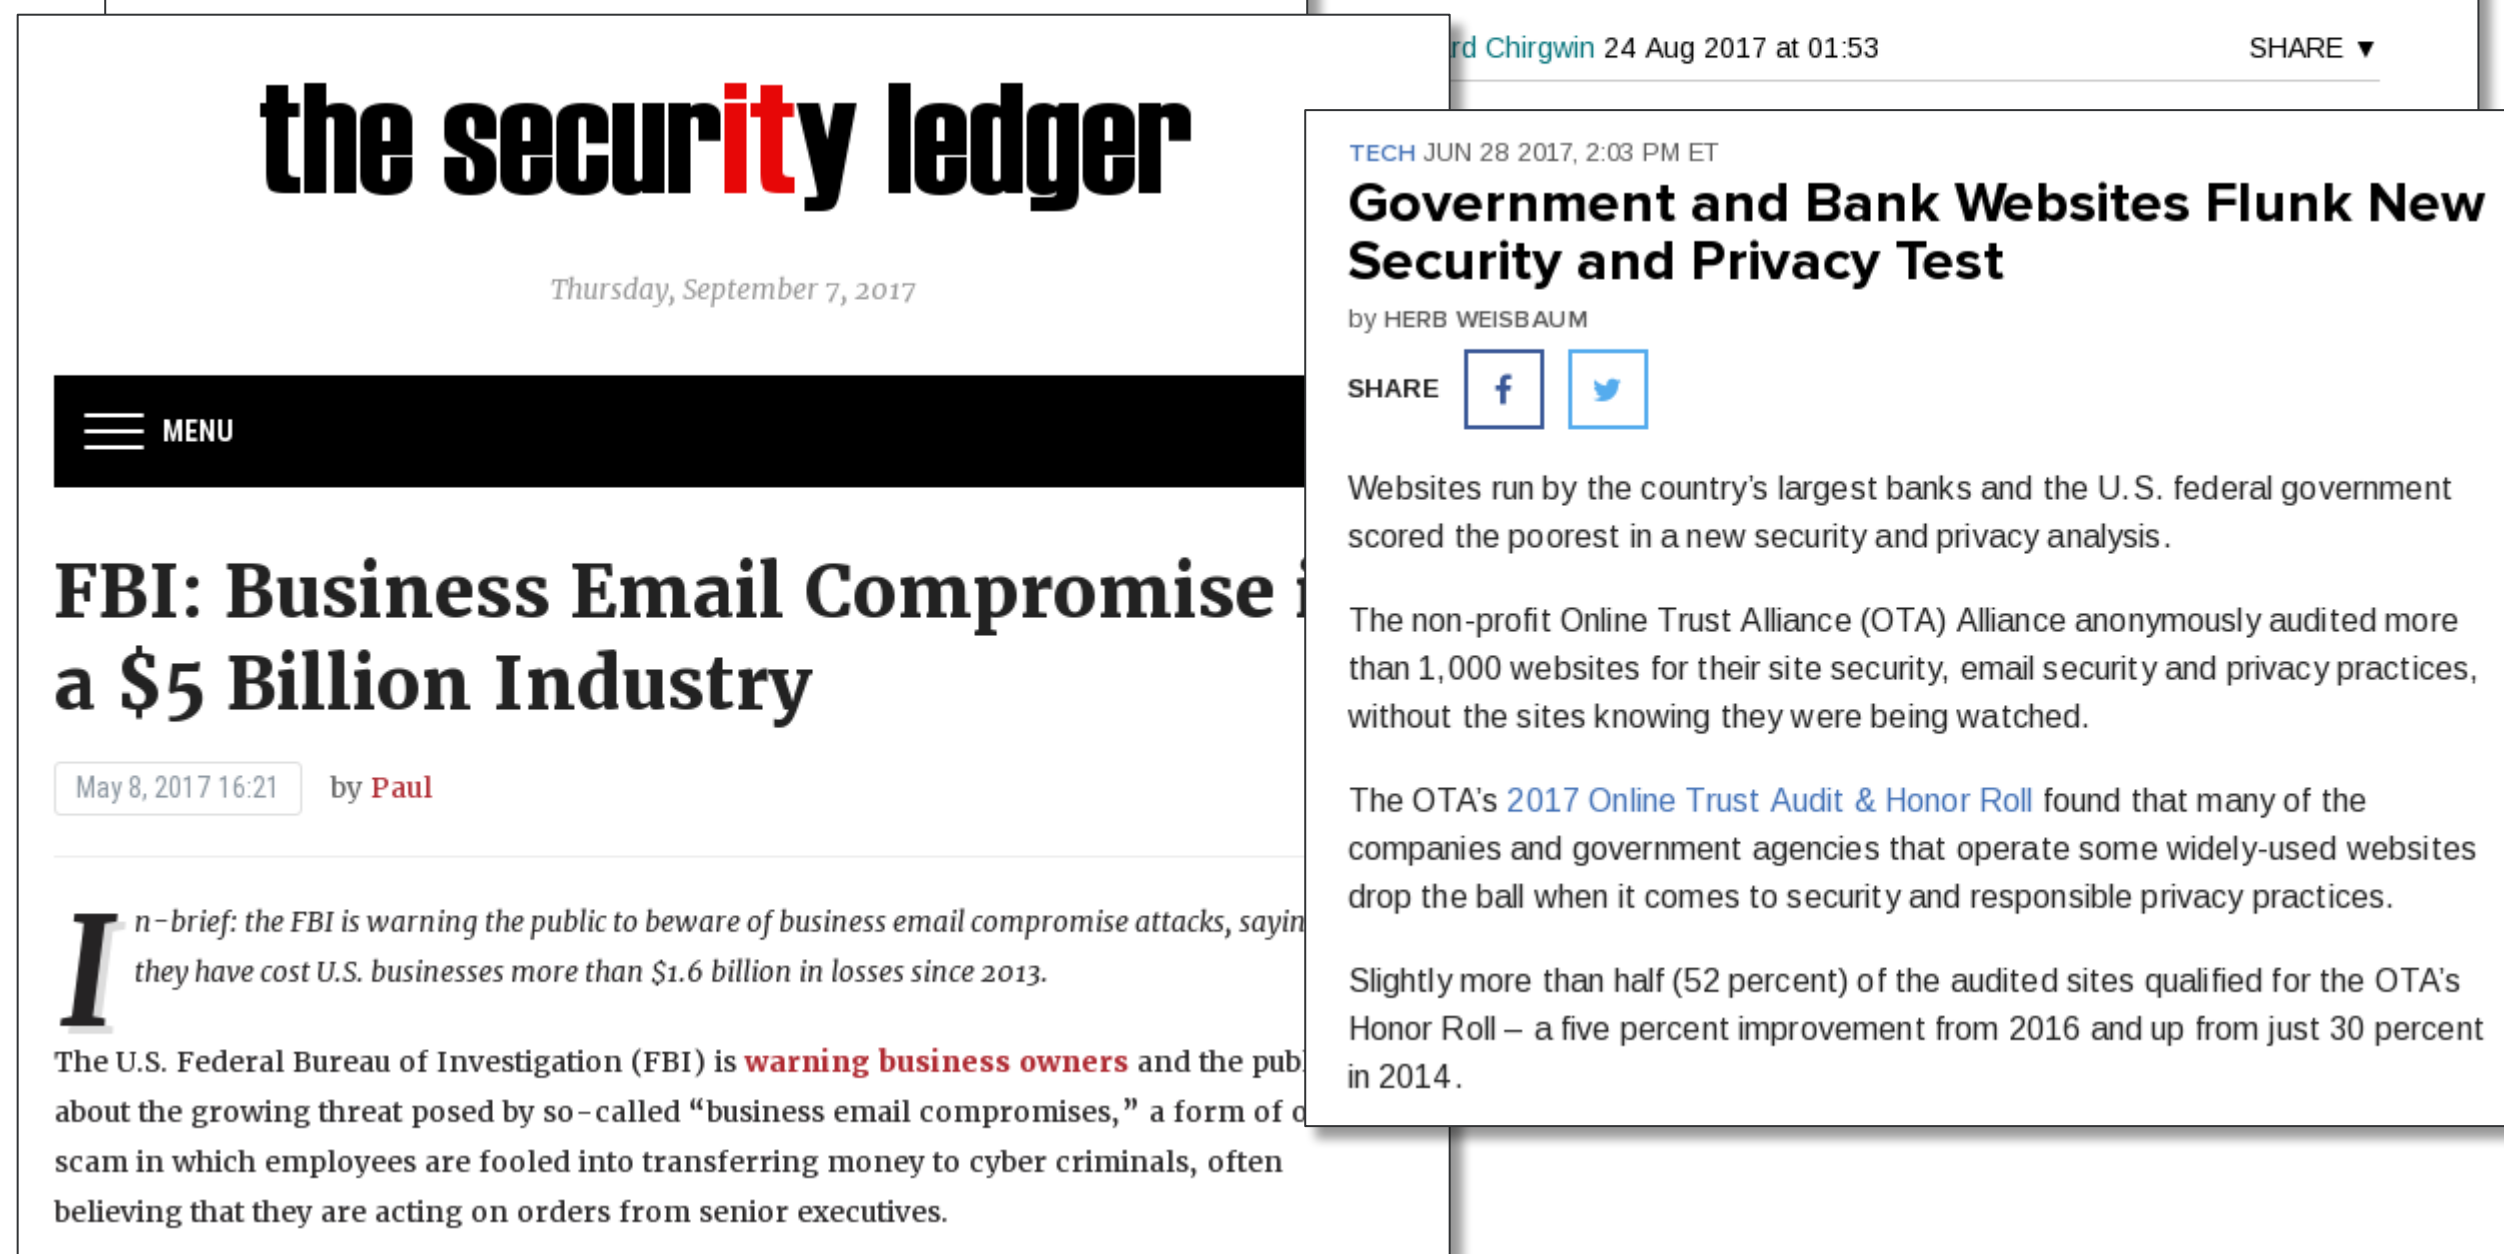 rd Chirgwin 24 Aug 2017 at 01:53
SHARE ▼
the security ledger
Thursday, September 7, 2017
MENU
FBI: Business Email Compromise
a $5 Billion Industry
May 8, 2017 16:21 by Paul
In-brief: the FBI is warning the public to beware of business email compromise attacks, sayin
they have cost U.S. businesses more than $1.6 billion in losses since 2013.
The U.S. Federal Bureau of Investigation (FBI) is warning business owners and the pub
about the growing threat posed by so-called “business email compromises,” a form of
scam in which employees are fooled into transferring money to cyber criminals, often
believing that they are acting on orders from senior executives.
TECH JUN 28 2017, 2:03 PM ET
Government and Bank Websites Flunk New
Security and Privacy Test
by HERB WEISBAUM
SHARE
Websites run by the country’s largest banks and the U.S. federal government
scored the poorest in a new security and privacy analysis.
The non-profit Online Trust Alliance (OTA) Alliance anonymously audited more
than 1,000 websites for their site security, email security and privacy practices,
without the sites knowing they were being watched.
The OTA’s 2017 Online Trust Audit & Honor Roll found that many of the
companies and government agencies that operate some widely-used websites
drop the ball when it comes to security and responsible privacy practices.
Slightly more than half (52 percent) of the audited sites qualified for the OTA’s
Honor Roll – a five percent improvement from 2016 and up from just 30 percent
in 2014.